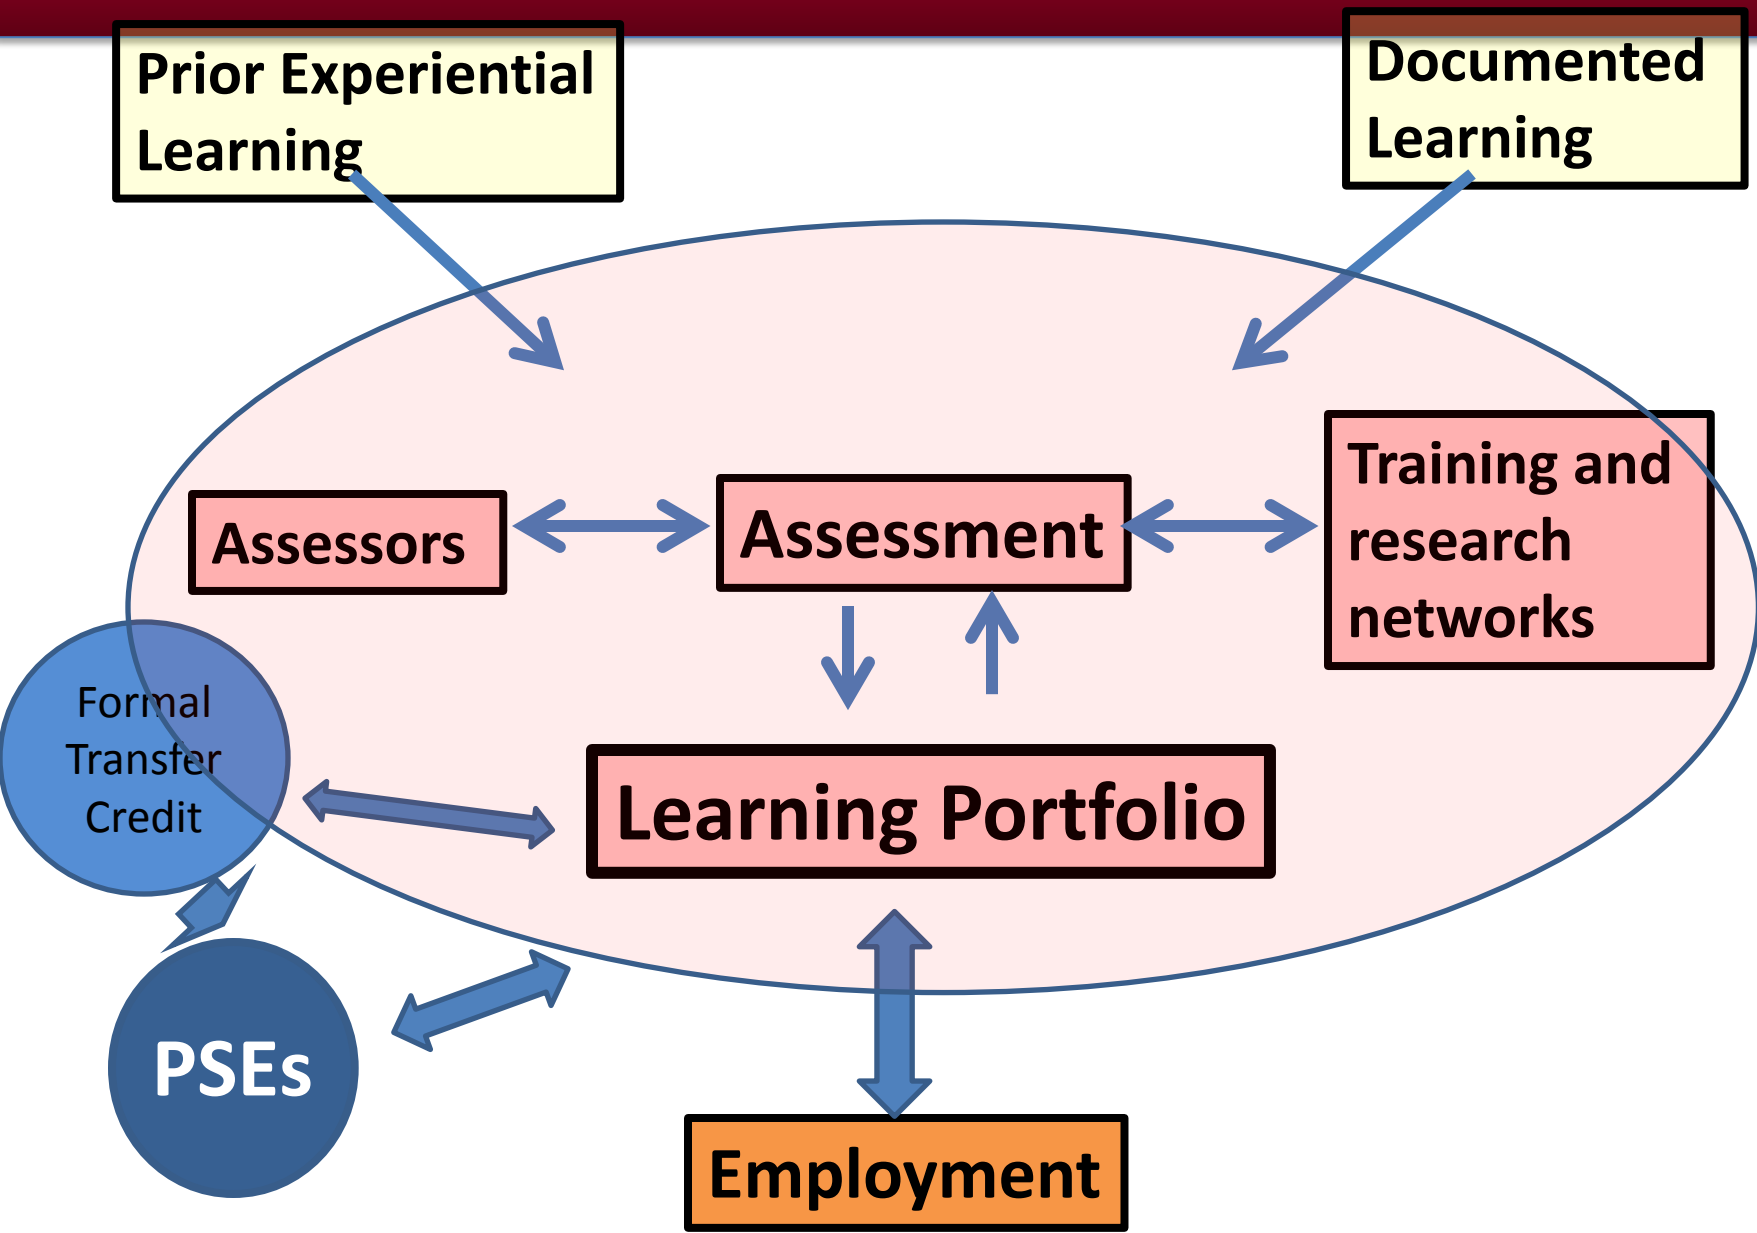 Prior Experiential
Learning
Documented
Learning
Assessors
Assessment
Training and
research
networks
Formal
Transfer
Credit
Learning Portfolio
PSEs
Employment